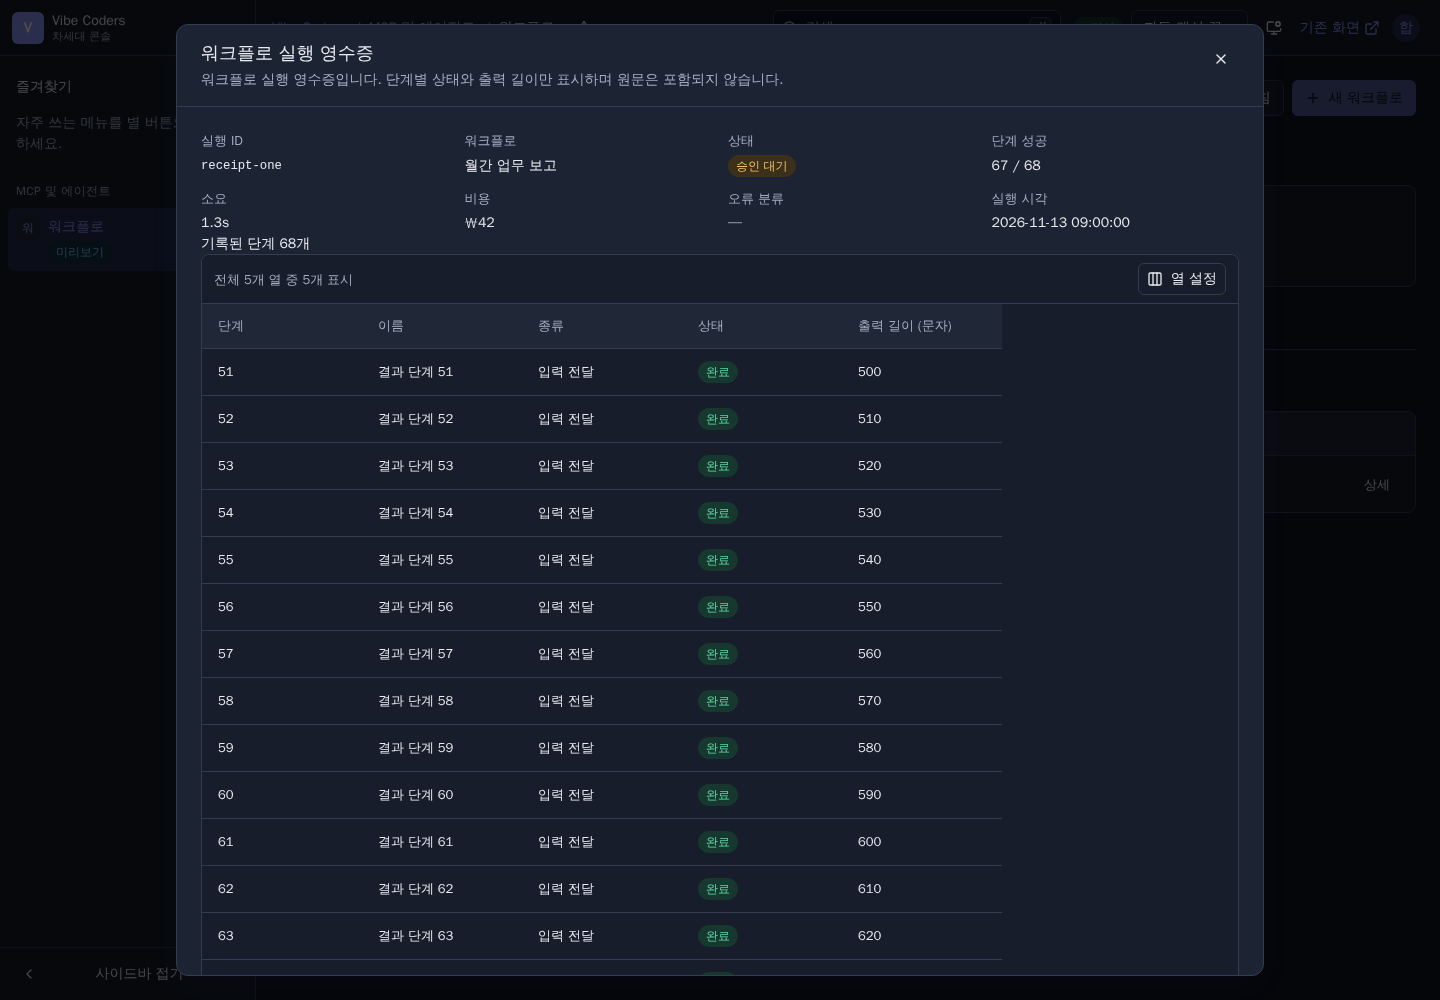 V
Vibe Coders
차세대 콘솔
기존 화면
합
즐겨찾기
자주 쓰는 메뉴를 별 버튼
하세요.
MCP 및 에이전트
워 워크플로
미리보기
사이드바 접기
새 워크플로
상세
워크플로 실행 영수증
워크플로 실행 영수증입니다. 단계별 상태와 출력 길이만 표시하며 원문은 포함되지 않습니다.
실행 ID 워크플로 상태 단계 성공
receipt-one 월간 업무 보고 승인 대기 67 / 68
소요 비용 오류 분류 실행 시각
1.3s ₩42 — 2026-11-13 09:00:00
기록된 단계 68개
전체 5개 열 중 5개 표시 열 설정
단계 이름 종류 상태 출력 길이 (문자)
51 결과 단계 51 입력 전달 완료 500
52 결과 단계 52 입력 전달 완료 510
53 결과 단계 53 입력 전달 완료 520
54 결과 단계 54 입력 전달 완료 530
55 결과 단계 55 입력 전달 완료 540
56 결과 단계 56 입력 전달 완료 550
57 결과 단계 57 입력 전달 완료 560
58 결과 단계 58 입력 전달 완료 570
59 결과 단계 59 입력 전달 완료 580
60 결과 단계 60 입력 전달 완료 590
61 결과 단계 61 입력 전달 완료 600
62 결과 단계 62 입력 전달 완료 610
63 결과 단계 63 입력 전달 완료 620